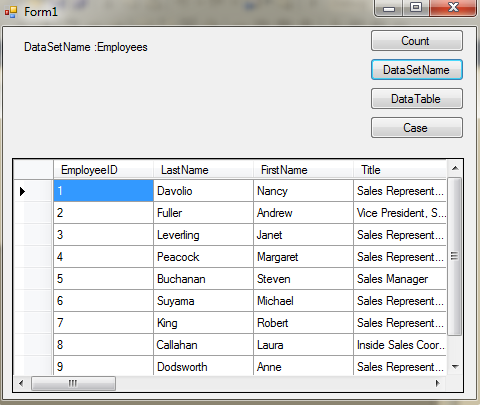 Form1
DataSetName :Employees
Count
DataSetName
DataTable
Case
EmployeeID LastName FirstName Title
1 Davolio Nancy Sales Represent...
2 Fuller Andrew Vice President, S...
3 Leverling Janet Sales Represent...
4 Peacock Margaret Sales Represent...
5 Buchanan Steven Sales Manager
6 Suyama Michael Sales Represent...
7 King Robert Sales Represent...
8 Callahan Laura Inside Sales Coor...
9 Dodsworth Anne Sales Represent...